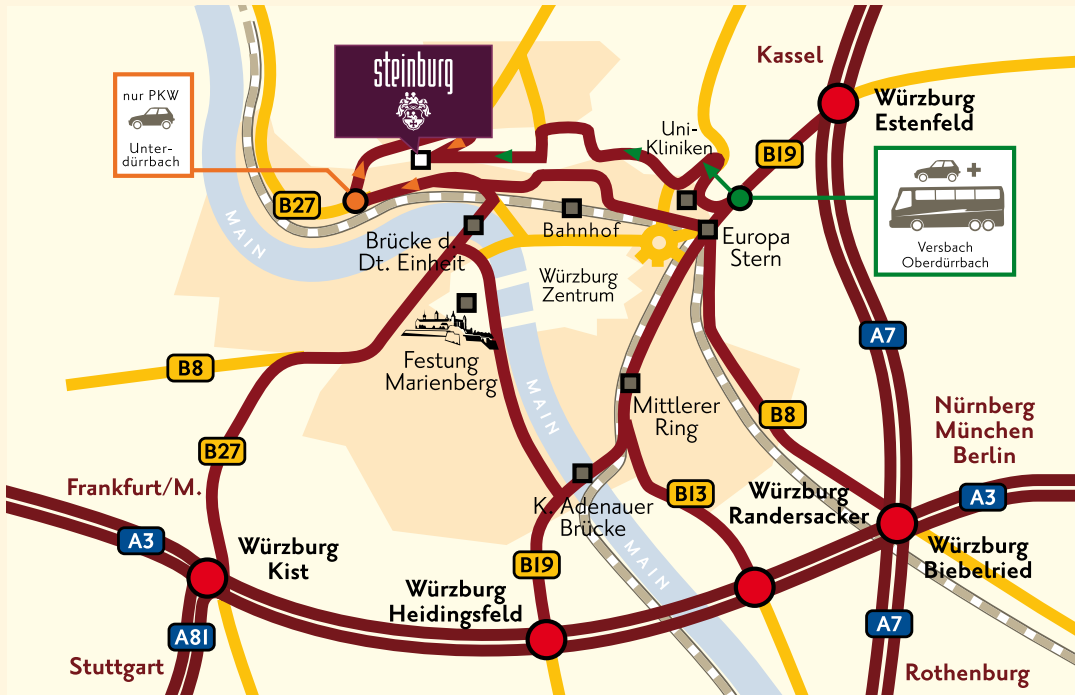 Kassel
steinburg
nur PKW
Unter-
dürrbach
Würzburg
Estenfeld
Uni-
Kliniken
B19
+
Versbach
Oberdürrbach
B27
MAIN
Brücke d.
Dt. Einheit
Bahnhof
Europa
Stern
Würzburg
Zentrum
A7
Festung
Marienberg
B8
MAIN
Mittlerer
Ring
B8
Nürnberg
München
Berlin
B27
Frankfurt/M.
A3
K. Adenauer
Brücke
B13
Würzburg
Randersacker
A3
Würzburg
Kist
B19
MAIN
Würzburg
Biebelried
Würzburg
Heidingsfeld
A81
A7
Stuttgart
Rothenburg